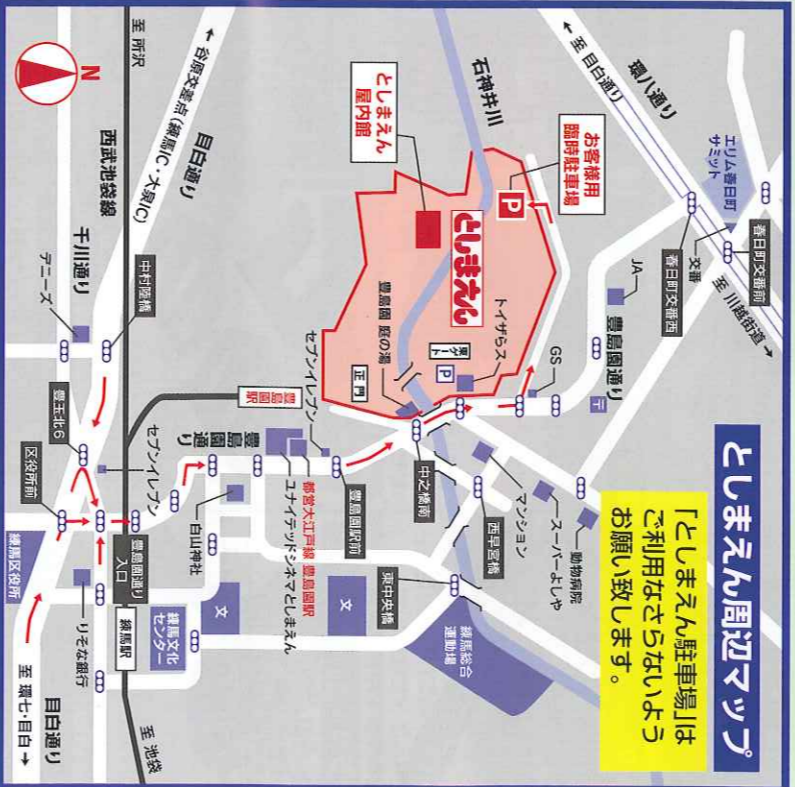 としまえん周辺マップ
「としまえん駐車場」は
ご利用なさらないよう
お願い致します。
至 川越街道 →
環八通り
← 至 目白通り
エリム春日町
サミット
春日町交番前
交番
春日町交番西
JA
豊島園通り
〒
GS
石神井川
お客様用
臨時駐車場
P
としまえん
屋内館
としまえん
トイザらス
P
東ゲート
豊島園 庭の湯
正門
動物病院
スーパーよしや
マンション
西早宮橋
中之橋南
東中央橋
練馬総合
運動場
豊島園駅前
セブンイレブン
豊島園駅
都営大江戸線 豊島園駅
ユナイテッドシネマとしまえん
豊島園通り
白山神社
文
文
練馬文化
センター
至 所沢
西武池袋線
練馬駅
至 池袋
豊島園通り
入口
セブンイレブン
りそな銀行
目白通り
← 谷原交差点(練馬IC・大泉IC)
中村陸橋
千川通り
デニーズ
豊玉北6
区役所前
練馬区役所
目白通り
至 環七・目白 →
N